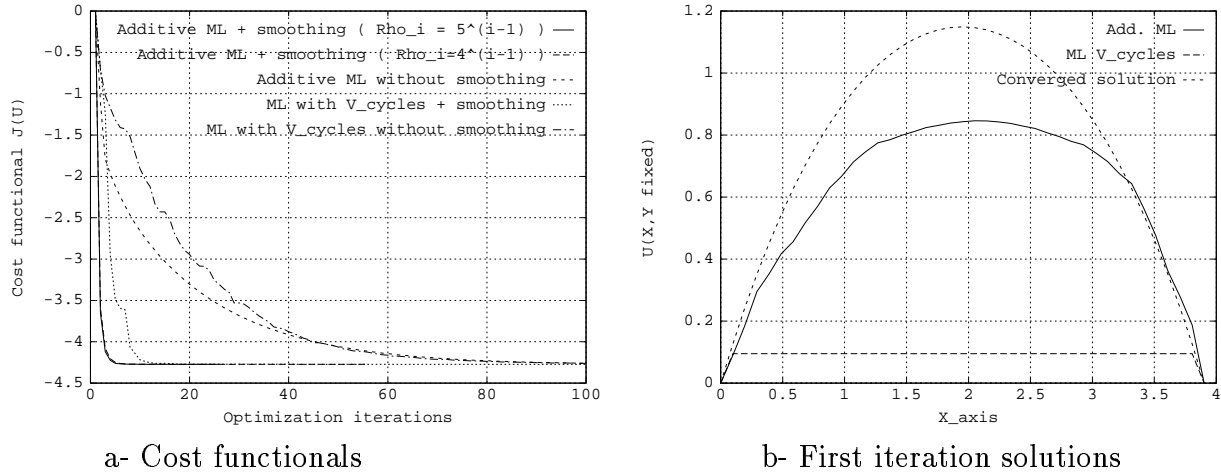 0
-0.5
-1
-1.5
-2
-2.5
-3
-3.5
-4
-4.5
0
20
40
60
80
100
Cost functional J(U)
Optimization iterations
Additive ML + smoothing ( Rho_i = 5^(i-1) )
Additive ML + smoothing ( Rho_i=4^(i-1) )
Additive ML without smoothing
ML with V_cycles + smoothing
ML with V_cycles without smoothing
a- Cost functionals
1.2
1
0.8
0.6
0.4
0.2
0
0
0.5
1
1.5
2
2.5
3
3.5
4
U(X,Y fixed)
X_axis
Add. ML
ML V_cycles
Converged solution
b- First iteration solutions